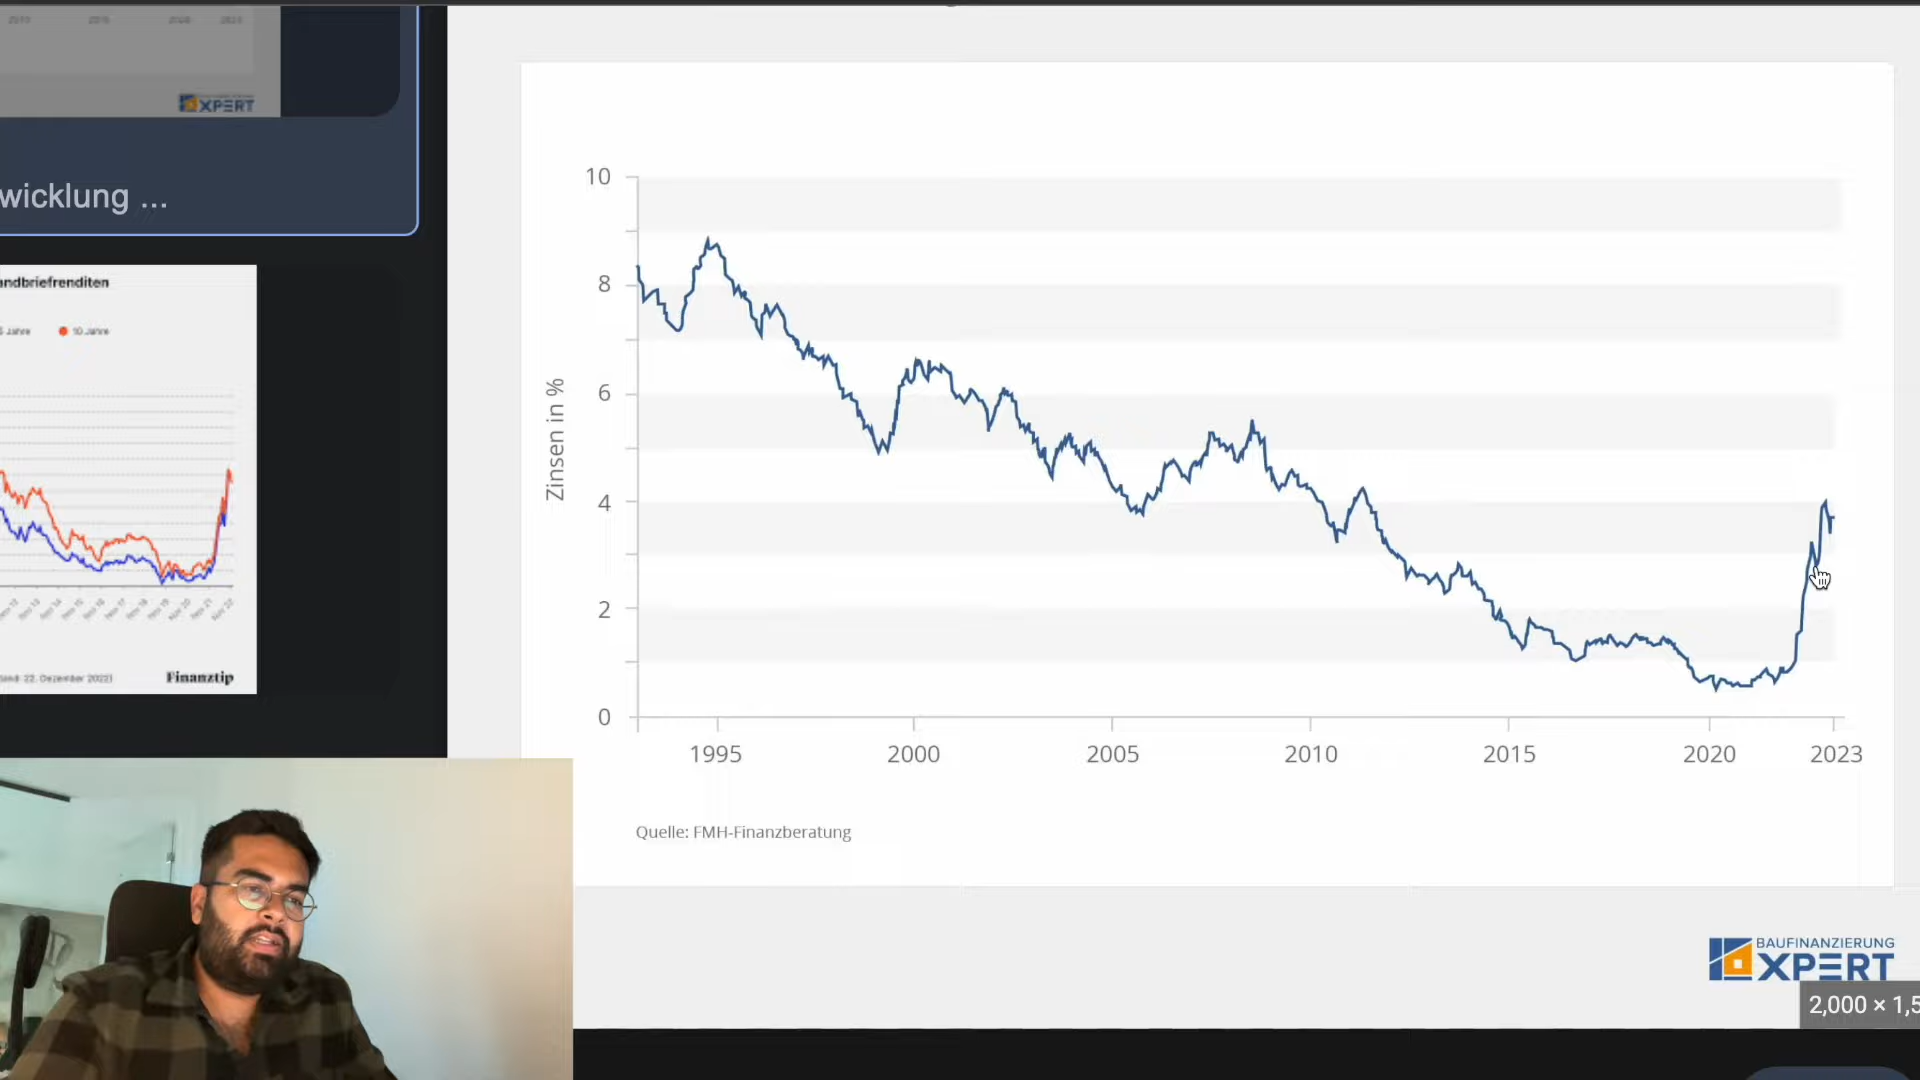 XPERT
wicklung ...
andbriefrenditen
10 Jahre
Finanztip
10
8
6
4
2
0
Zinsen in %
1995
2000
2005
2010
2015
2020
2023
Quelle: FMH-Finanzberatung
BAUFINANZIERUNG
XPERT
2,000 × 1,5